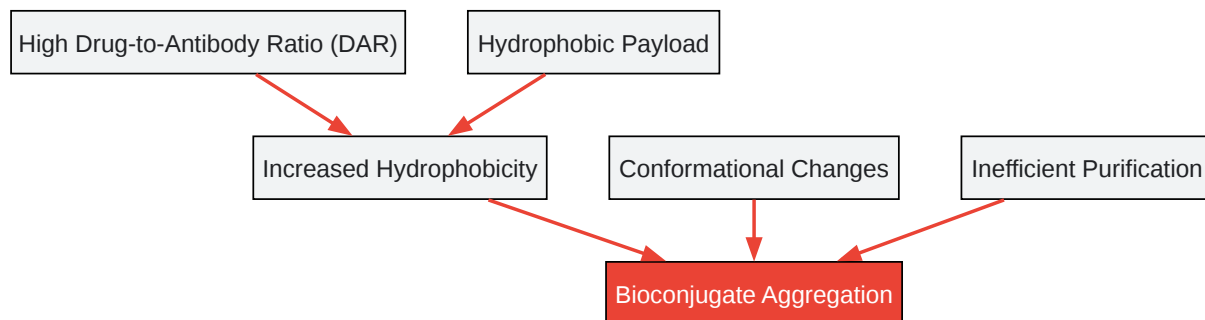 High Drug-to-Antibody Ratio (DAR)
Hydrophobic Payload
Increased Hydrophobicity
Conformational Changes
Inefficient Purification
Bioconjugate Aggregation